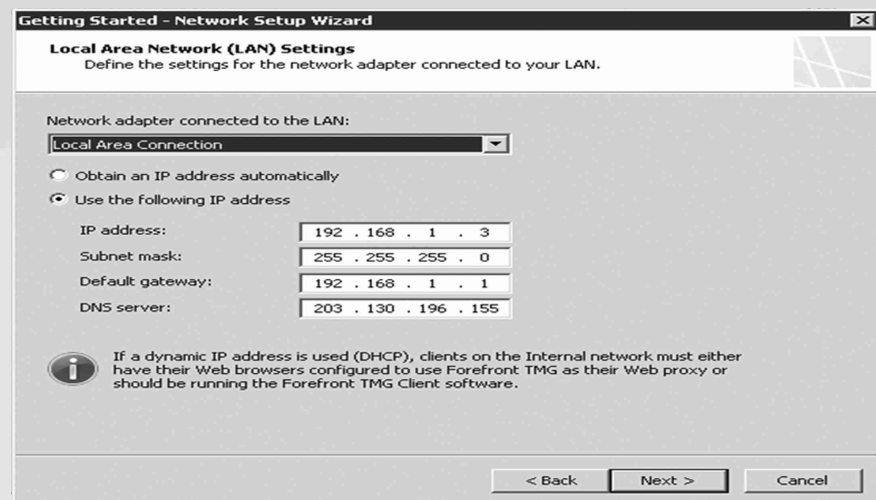 Getting Started - Network Setup Wizard
Local Area Network (LAN) Settings
Define the settings for the network adapter connected to your LAN.
Network adapter connected to the LAN:
Local Area Connection
Obtain an IP address automatically
Use the following IP address
IP address: 192 . 168 . 1 . 3
Subnet mask: 255 . 255 . 255 . 0
Default gateway: 192 . 168 . 1 . 1
DNS server: 203 . 130 . 196 . 155
If a dynamic IP address is used (DHCP), clients on the Internal network must either
have their Web browsers configured to use Forefront TMG as their Web proxy or
should be running the Forefront TMG Client software.
< Back Next > Cancel